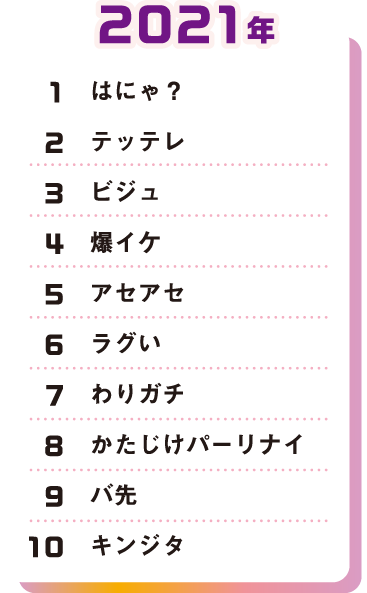 2021年
1 はにゃ？
2 テッテレ
3 ビジュ
4 爆イケ
5 アセアセ
6 ラグい
7 わりガチ
8 かたじけパーリナイ
9 バ先
10 キンジタ